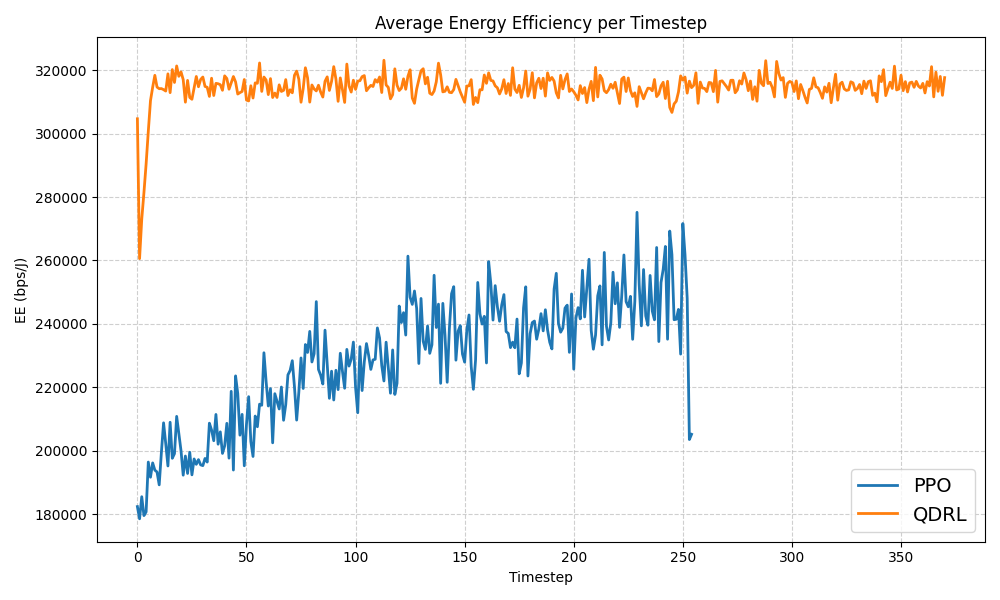 Average Energy Efficiency per Timestep
EE (bps/J)
320000
300000
280000
260000
240000
220000
200000
180000
0 50 100 150 200 250 300 350
Timestep
PPO
QDRL